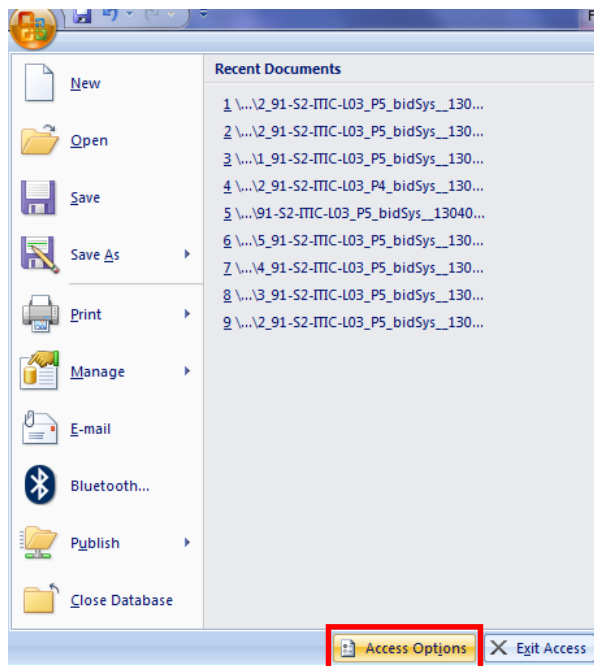 New
Open
Save
Save As
Print
Manage
E-mail
Bluetooth...
Publish
Close Database
Recent Documents
1 \...\2_91-S2-ITIC-L03_P5_bidSys__130...
2 \...\2_91-S2-ITIC-L03_P5_bidSys__130...
3 \...\1_91-S2-ITIC-L03_P5_bidSys__130...
4 \...\2_91-S2-ITIC-L03_P4_bidSys__130...
5 \...\91-S2-ITIC-L03_P5_bidSys__13040...
6 \...\5_91-S2-ITIC-L03_P5_bidSys__130...
7 \...\4_91-S2-ITIC-L03_P5_bidSys__130...
8 \...\3_91-S2-ITIC-L03_P5_bidSys__130...
9 \...\2_91-S2-ITIC-L03_P5_bidSys__130...
Access Options
Exit Access